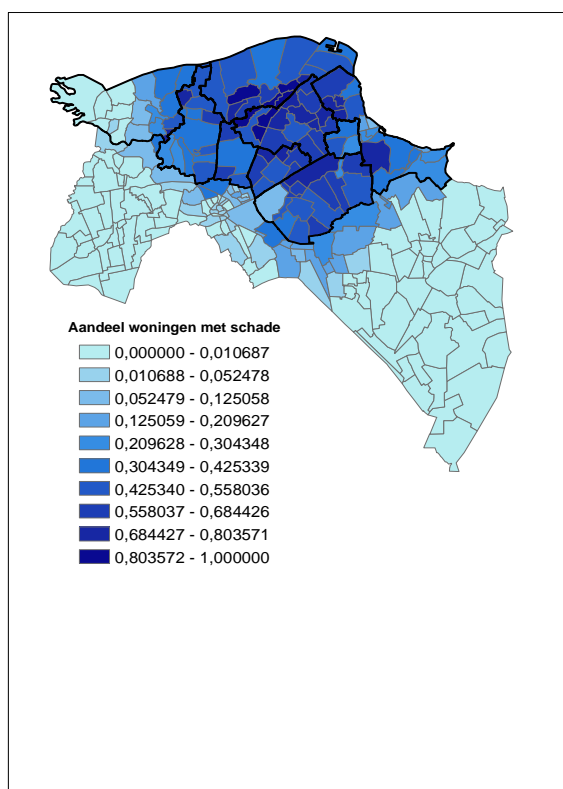 Aandeel woningen met schade
0,000000 - 0,010687
0,010688 - 0,052478
0,052479 - 0,125058
0,125059 - 0,209627
0,209628 - 0,304348
0,304349 - 0,425339
0,425340 - 0,558036
0,558037 - 0,684426
0,684427 - 0,803571
0,803572 - 1,000000